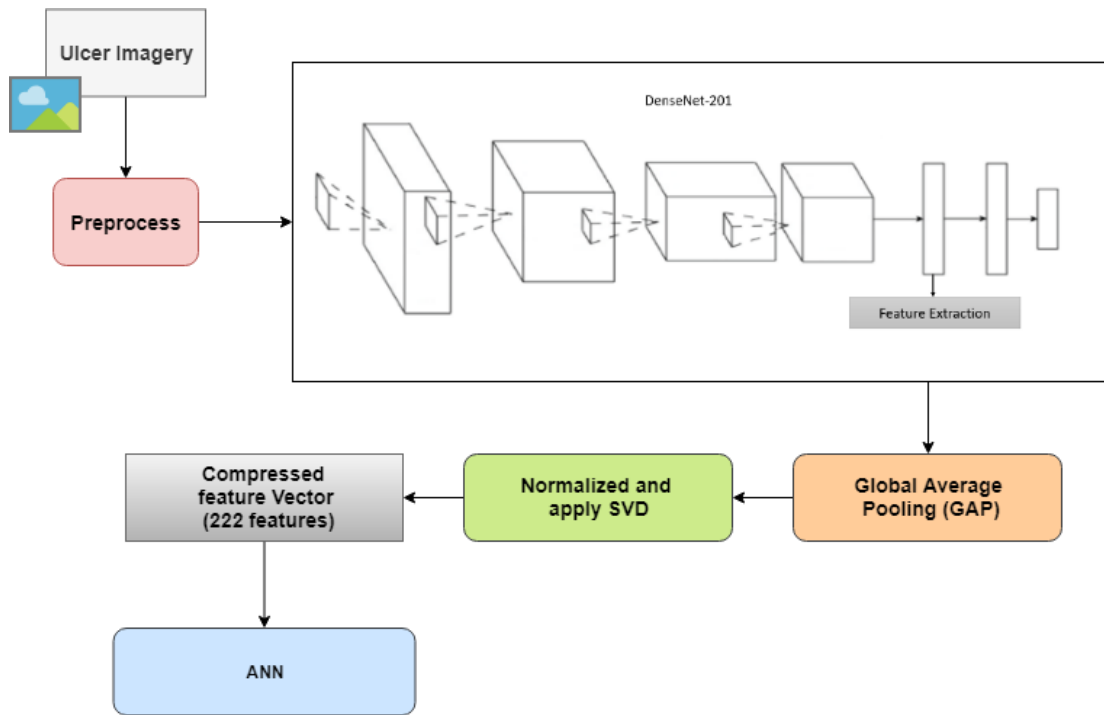 Ulcer Imagery
DenseNet-201
Preprocess
Feature Extraction
Compressed
feature Vector
(222 features)
Normalized and
apply SVD
Global Average
Pooling (GAP)
ANN